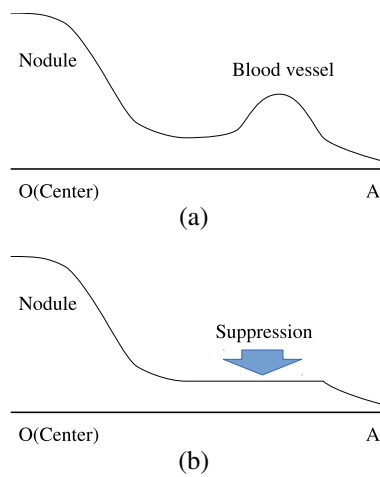 Nodule
Blood vessel
O(Center) A
(a)
Nodule
Suppression
O(Center) A
(b)